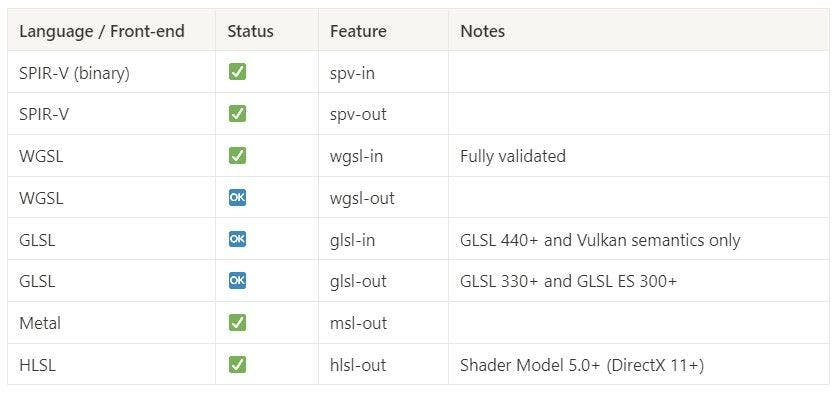 Language / Front-end Status Feature Notes
SPIR-V (binary) ✅ spv-in
SPIR-V ✅ spv-out
WGSL ✅ wgsl-in Fully validated
WGSL 🆗 wgsl-out
GLSL 🆗 glsl-in GLSL 440+ and Vulkan semantics only
GLSL 🆗 glsl-out GLSL 330+ and GLSL ES 300+
Metal ✅ msl-out
HLSL ✅ hlsl-out Shader Model 5.0+ (DirectX 11+)